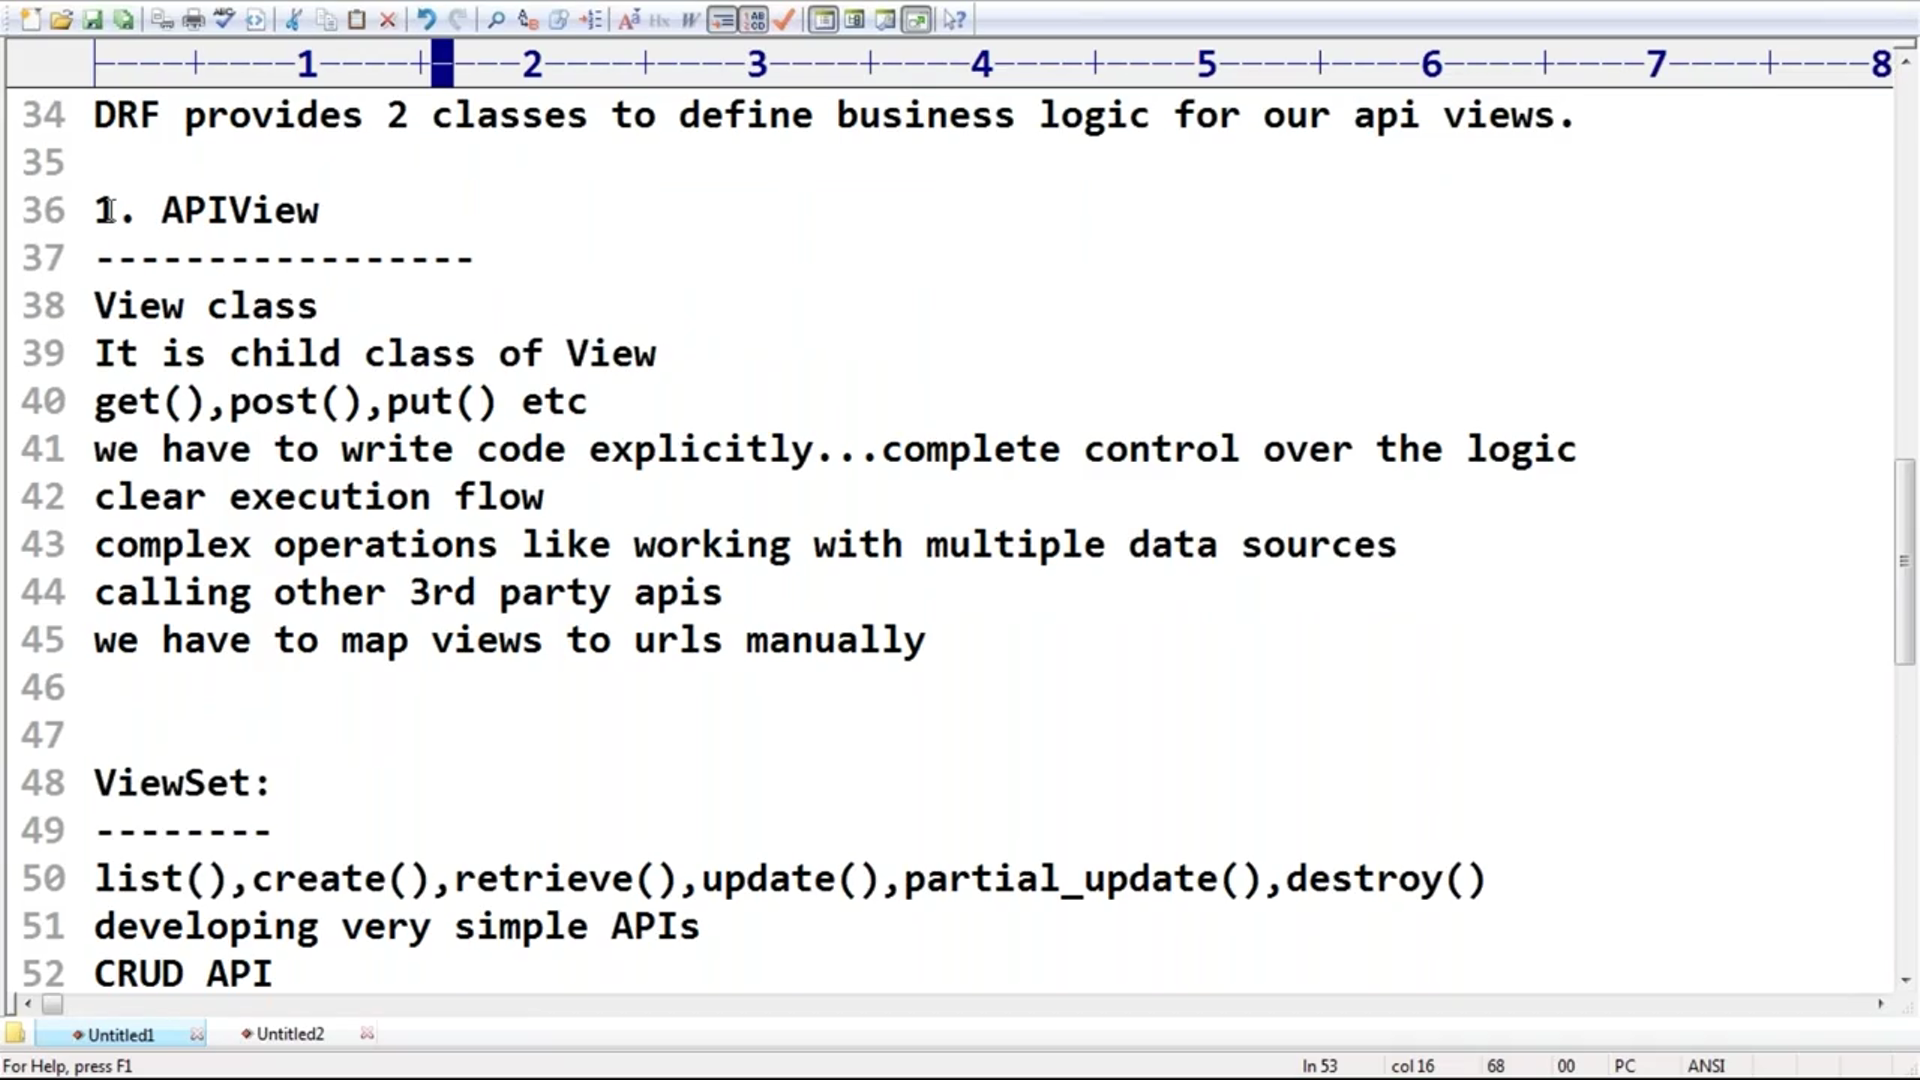 1 2 3 4 5 6 7 8
34 DRF provides 2 classes to define business logic for our api views.
35
36 1. APIView
37 -----------------
38 View class
39 It is child class of View
40 get(),post(),put() etc
41 we have to write code explicitly...complete control over the logic
42 clear execution flow
43 complex operations like working with multiple data sources
44 calling other 3rd party apis
45 we have to map views to urls manually
46
47
48 ViewSet:
49 --------
50 list(),create(),retrieve(),update(),partial_update(),destroy()
51 developing very simple APIs
52 CRUD API
Untitled1 Untitled2
For Help, press F1 ln 53 col 16 68 00 PC ANSI